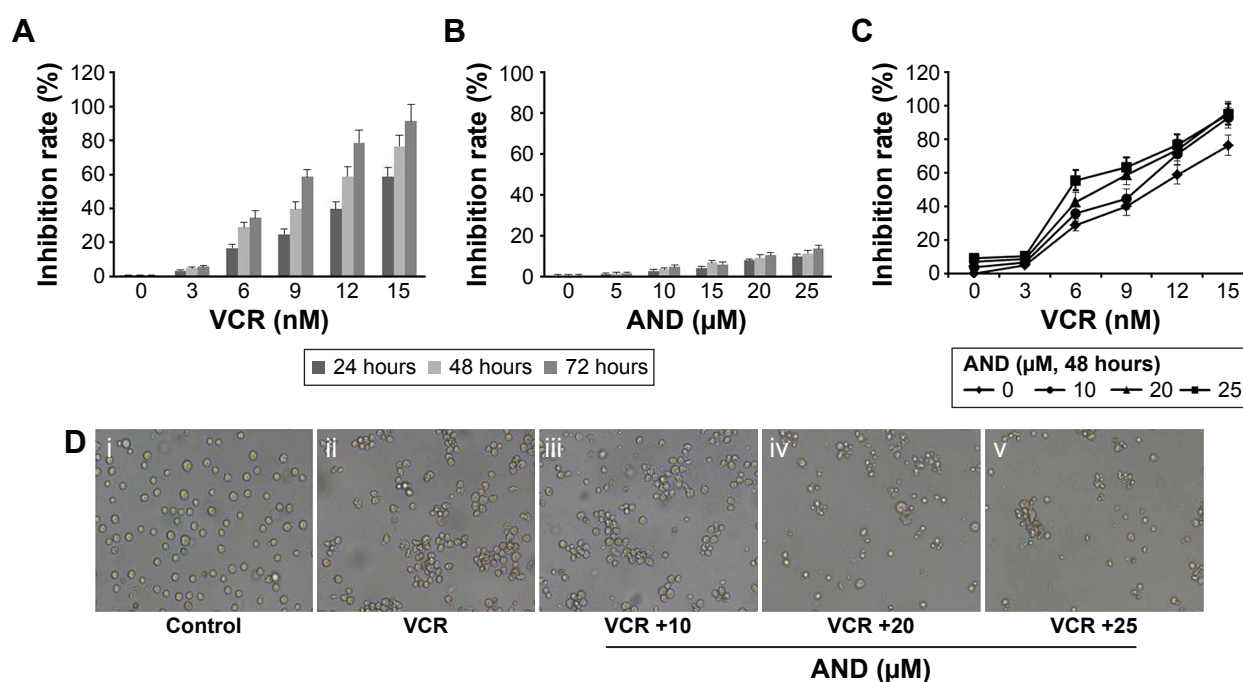 A
Inhibition rate (%)
120
100
80
60
40
20
0
0 3 6 9 12 15
VCR (nM)
B
Inhibition rate (%)
100
80
60
40
20
0
0 5 10 15 20 25
AND (µM)
24 hours 48 hours 72 hours
C
Inhibition rate (%)
120
100
80
60
40
20
0
0 3 6 9 12 15
VCR (nM)
AND (µM, 48 hours)
0 10 20 25
D
i ii iii iv v
Control VCR VCR +10 VCR +20 VCR +25
AND (µM)